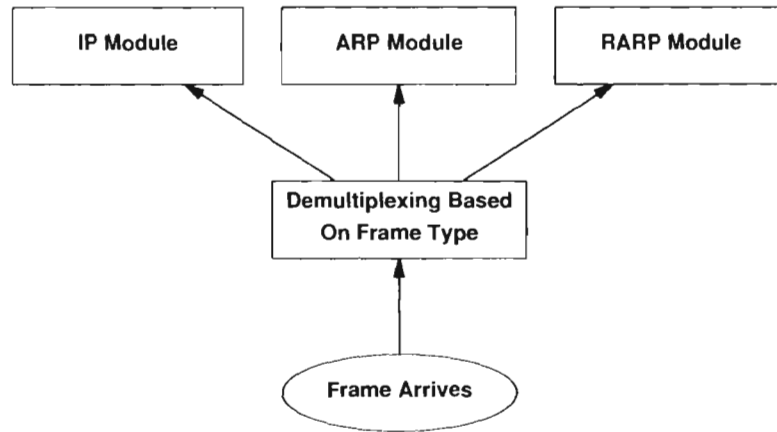 IP Module
ARP Module
RARP Module
Demultiplexing Based
On Frame Type
Frame Arrives